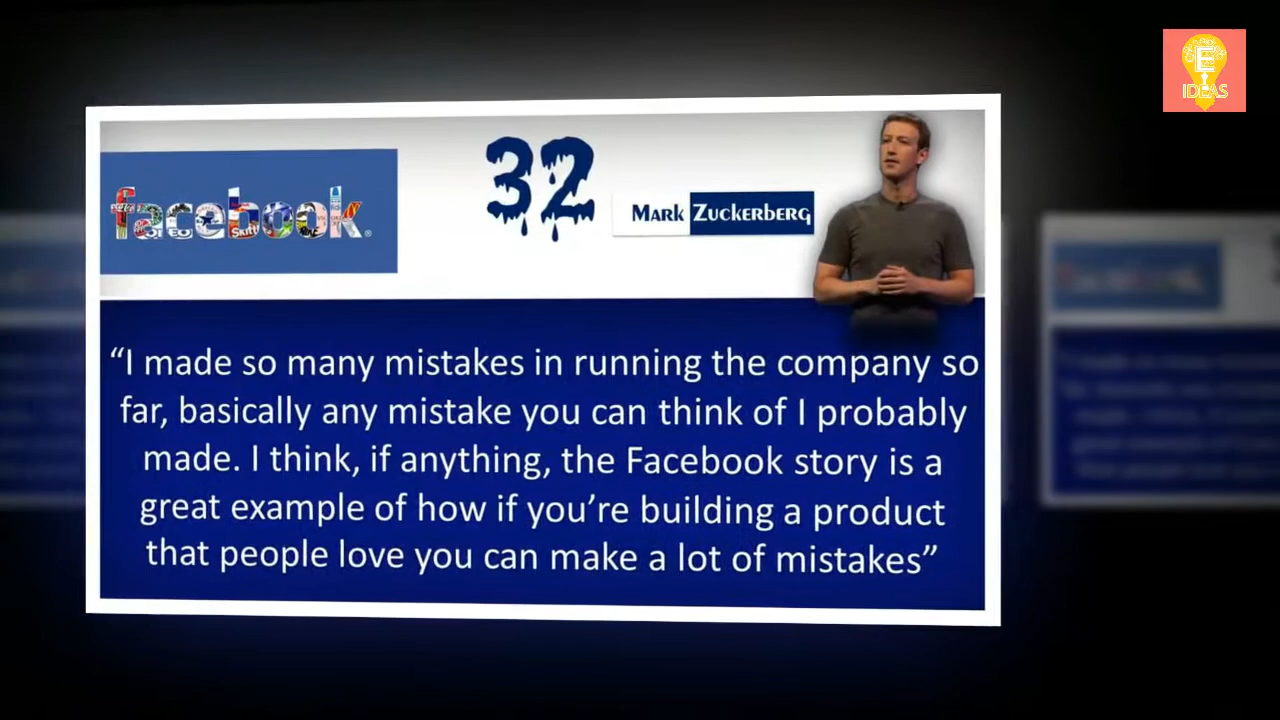 E
IDEAS
facebook.
32
Mark Zuckerberg
“I made so many mistakes in running the company so
far, basically any mistake you can think of I probably
made. I think, if anything, the Facebook story is a
great example of how if you’re building a product
that people love you can make a lot of mistakes”